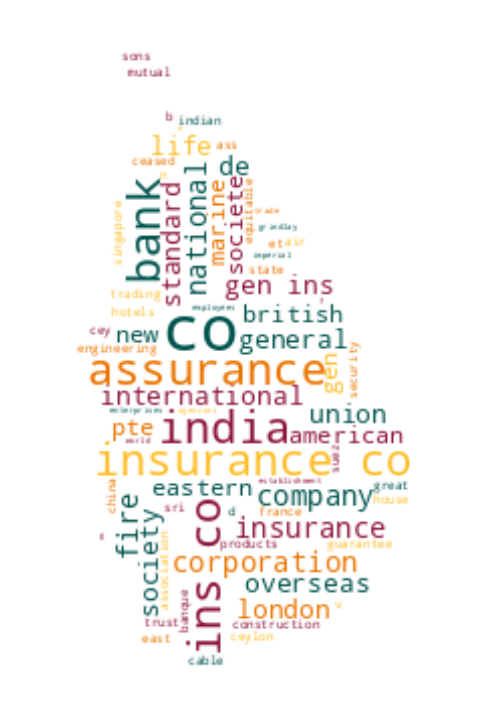 sons
mutual
b indian
life ass
ceased
de
bank
standard
national
marine
societe
equitable
singapore
trade
grindlay
et air
imperial
state
gen ins
trading
hotels
employees
british
cey new co general
engineering
assurance
gen
security
international
enterprises agencies
union
pte india american
world
insurance co
suez
establishment
eastern company great
house
china
fire
sri
ins co
d france
insurance
society
association
products guarantee
corporation
overseas
banque
london v
trust construction
east ceylon
cable